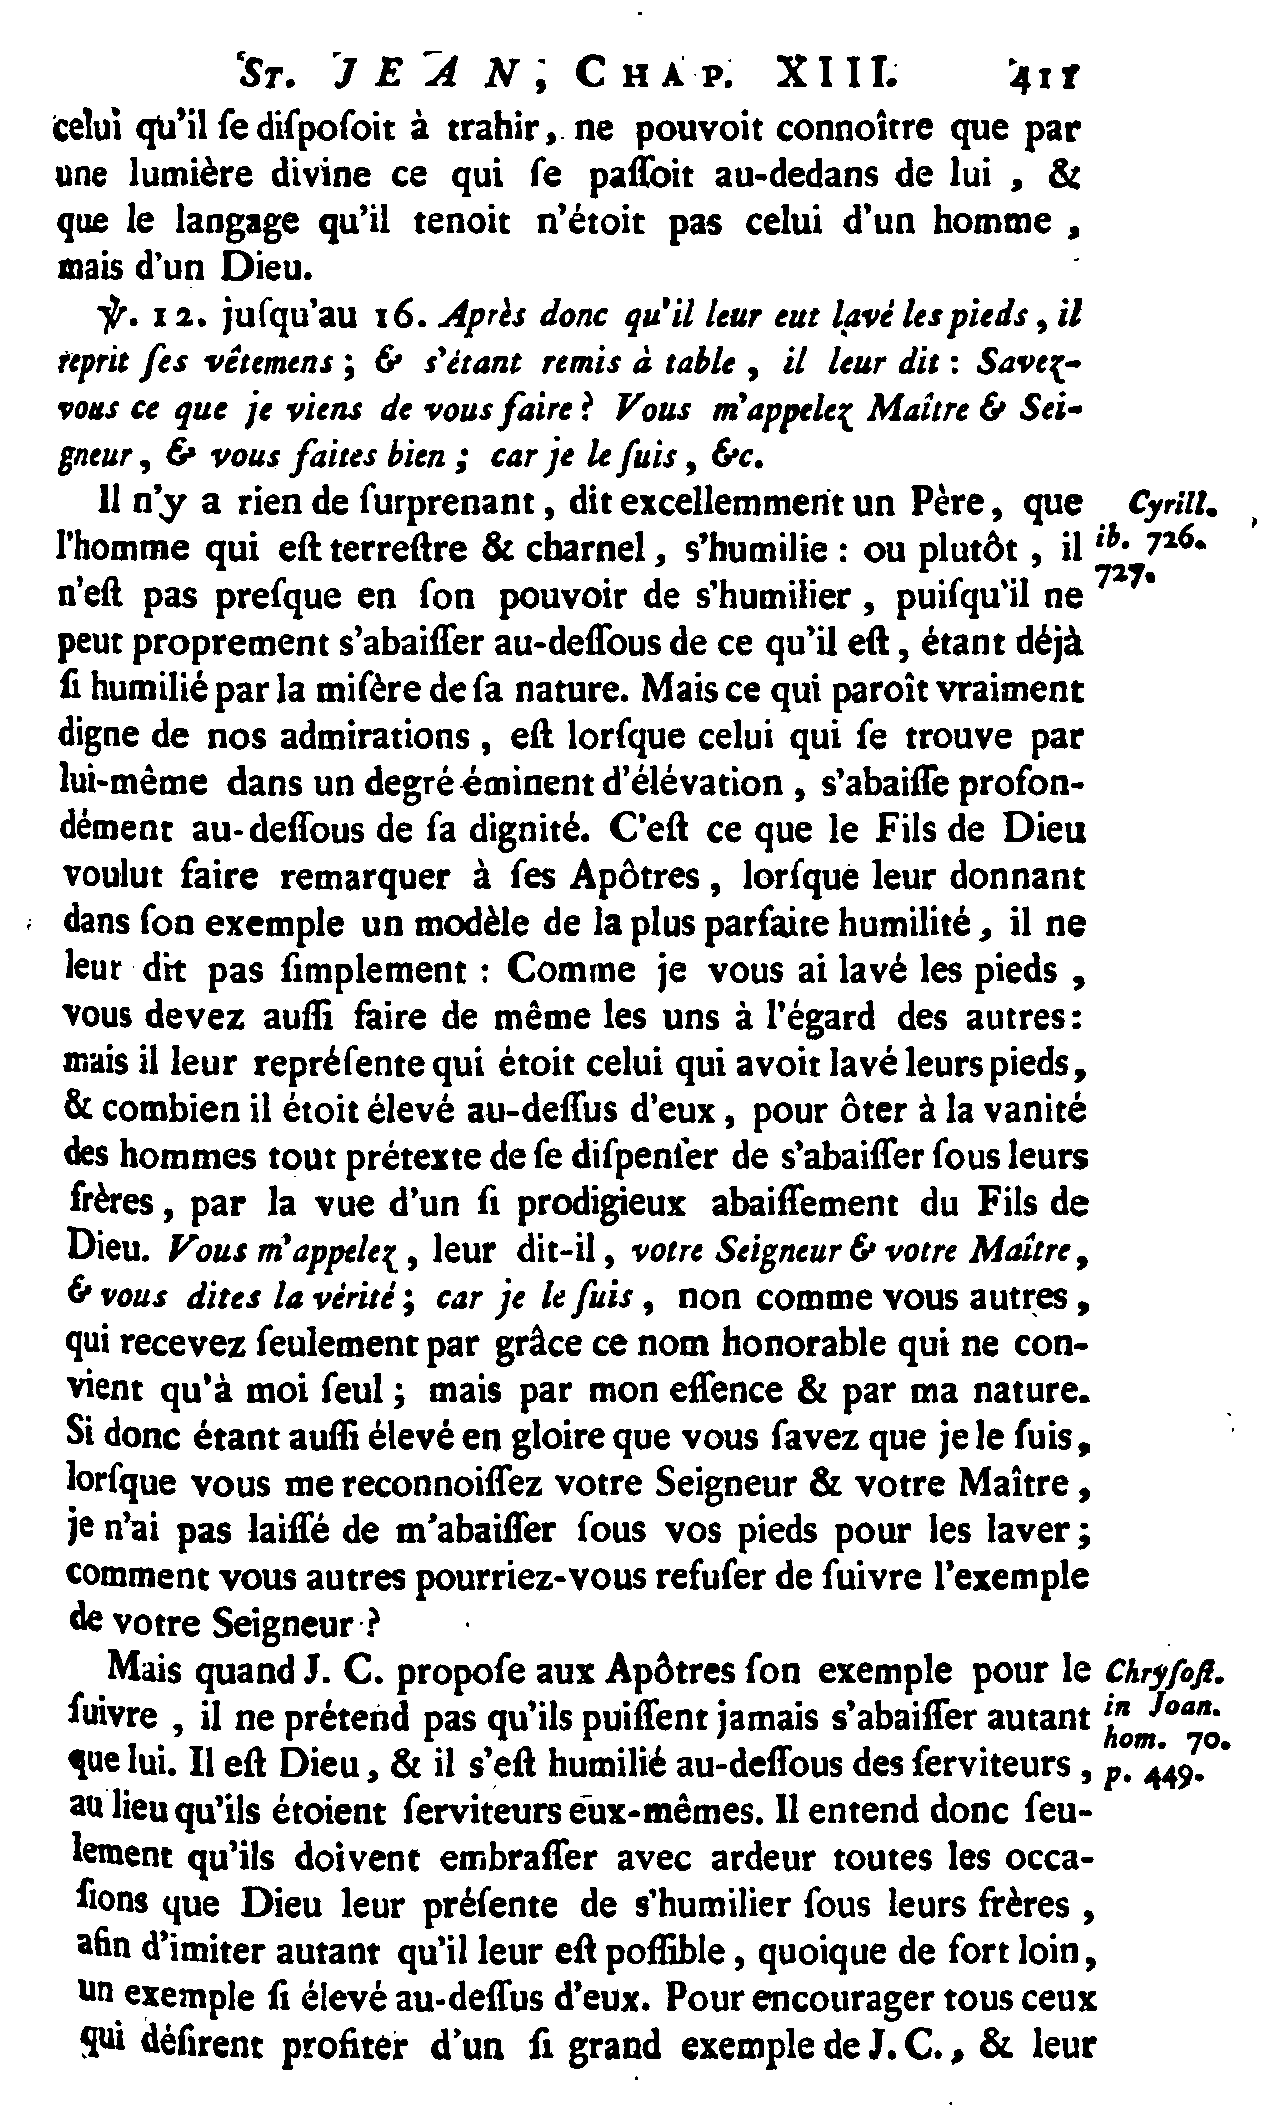 ST. JEAN, CHAP. XIII. 411
celui qu'il ſe diſpoſoit à trahir, ne pouvoit connoître que par
une lumière divine ce qui ſe paſſoit au-dedans de lui, &
que le langage qu'il tenoit n'étoit pas celui d'un homme,
mais d'un Dieu.
℣. 12. juſqu'au 16. Après donc qu'il leur eut lavé les pieds, il
reprit ſes vêtemens ; & s'étant remis à table, il leur dit : Savez-
vous ce que je viens de vous faire ? Vous m'appelez Maître & Sei-
gneur, & vous faites bien ; car je le ſuis, &c.
Il n'y a rien de ſurprenant, dit excellemment un Père, que
Cyrill.
l'homme qui eſt terreſtre & charnel, s'humilie : ou plutôt, il
ib. 726.
n'eſt pas preſque en ſon pouvoir de s'humilier, puiſqu'il ne
727.
peut proprement s'abaiſſer au-deſſous de ce qu'il eſt, étant déjà
ſi humilié par la miſère de ſa nature. Mais ce qui paroît vraiment
digne de nos admirations, eſt lorſque celui qui ſe trouve par
lui-même dans un degré éminent d'élévation, s'abaiſſe profon-
dément au-deſſous de ſa dignité. C'eſt ce que le Fils de Dieu
voulut faire remarquer à ſes Apôtres, lorſque leur donnant
dans ſon exemple un modèle de la plus parfaite humilité, il ne
leur dit pas ſimplement : Comme je vous ai lavé les pieds,
vous devez auſſi faire de même les uns à l'égard des autres:
mais il leur repréſente qui étoit celui qui avoit lavé leurs pieds,
& combien il étoit élevé au-deſſus d'eux, pour ôter à la vanité
des hommes tout prétexte de ſe diſpenſer de s'abaiſſer ſous leurs
frères, par la vue d'un ſi prodigieux abaiſſement du Fils de
Dieu. Vous m'appelez, leur dit-il, votre Seigneur & votre Maître,
& vous dites la vérité ; car je le ſuis, non comme vous autres,
qui recevez ſeulement par grâce ce nom honorable qui ne con-
vient qu'à moi ſeul ; mais par mon eſſence & par ma nature.
Si donc étant auſſi élevé en gloire que vous ſavez que je le ſuis,
lorſque vous me reconnoiſſez votre Seigneur & votre Maître,
je n'ai pas laiſſé de m'abaiſſer ſous vos pieds pour les laver ;
comment vous autres pourriez-vous refuſer de ſuivre l'exemple
de votre Seigneur ?
Mais quand J. C. propoſe aux Apôtres ſon exemple pour le
Chryſoſt.
ſuivre, il ne prétend pas qu'ils puiſſent jamais s'abaiſſer autant
in Joan.
que lui. Il eſt Dieu, & il s'eſt humilié au-deſſous des ſerviteurs,
hom. 70.
p. 449.
au lieu qu'ils étoient ſerviteurs eux-mêmes. Il entend donc ſeu-
lement qu'ils doivent embraſſer avec ardeur toutes les occa-
ſions que Dieu leur préſente de s'humilier ſous leurs frères,
afin d'imiter autant qu'il leur eſt poſſible, quoique de fort loin,
un exemple ſi élevé au-deſſus d'eux. Pour encourager tous ceux
qui déſirent profiter d'un ſi grand exemple de J. C., & leur